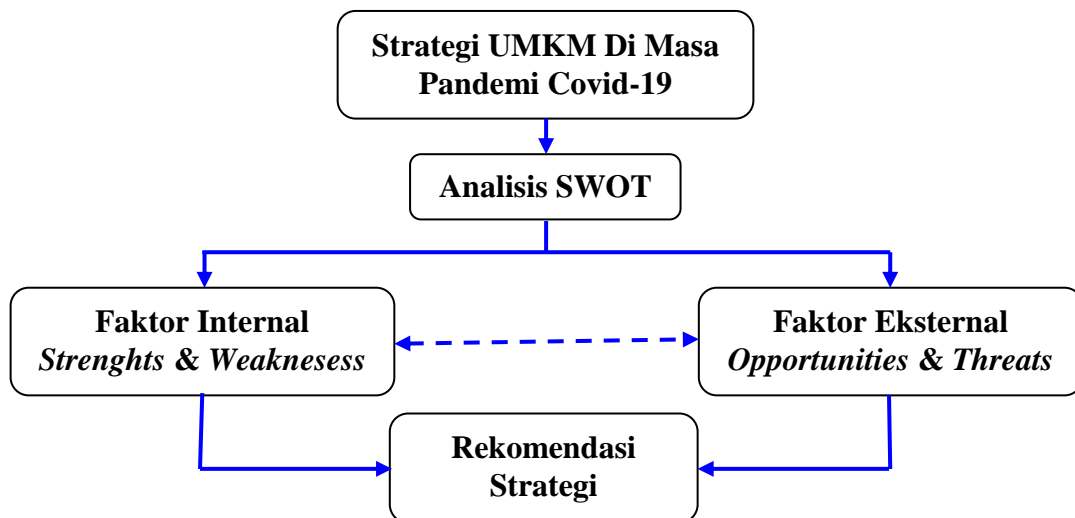 Strategi UMKM Di Masa
Pandemi Covid-19
Analisis SWOT
Faktor Internal
Strenghts & Weaknesess
Faktor Eksternal
Opportunities & Threats
Rekomendasi
Strategi